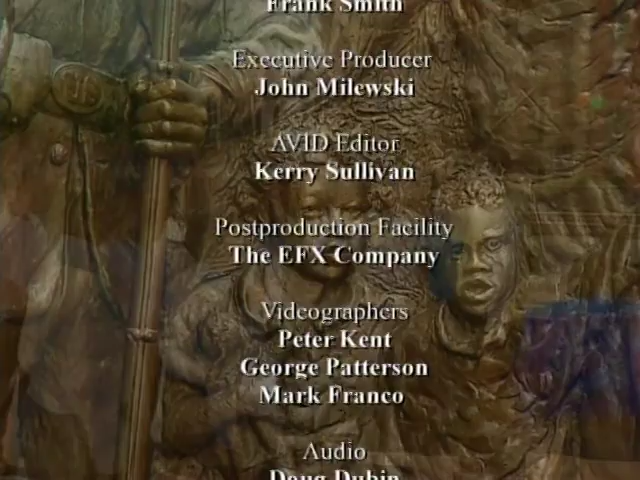 Frank Smith
Executive Producer
John Milewski
AVID Editor
Kerry Sullivan
Postproduction Facility
The EFX Company
Videographers
Peter Kent
George Patterson
Mark Franco
Audio
Doug Dubin